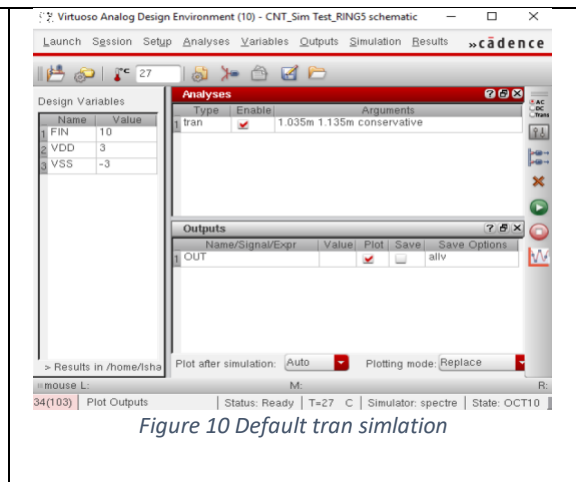 Virtuoso Analog Design Environment (10) - CNT_Sim Test_RING5 schematic
Launch Session Setup Analyses Variables Outputs Simulation Results »cādence
°C 27
Design Variables
Name Value
1 FIN 10
2 VDD 3
3 VSS -3
Analyses
Type Enable Arguments
1 tran 1.035m 1.135m conservative
AC
DC
Trans
Outputs
Name/Signal/Expr Value Plot Save Save Options
1 OUT allv
> Results in /home/lsha
Plot after simulation: Auto Plotting mode: Replace
mouse L: M: R:
34(103) Plot Outputs Status: Ready T=27 C Simulator: spectre State: OCT10
Figure 10 Default tran simlation